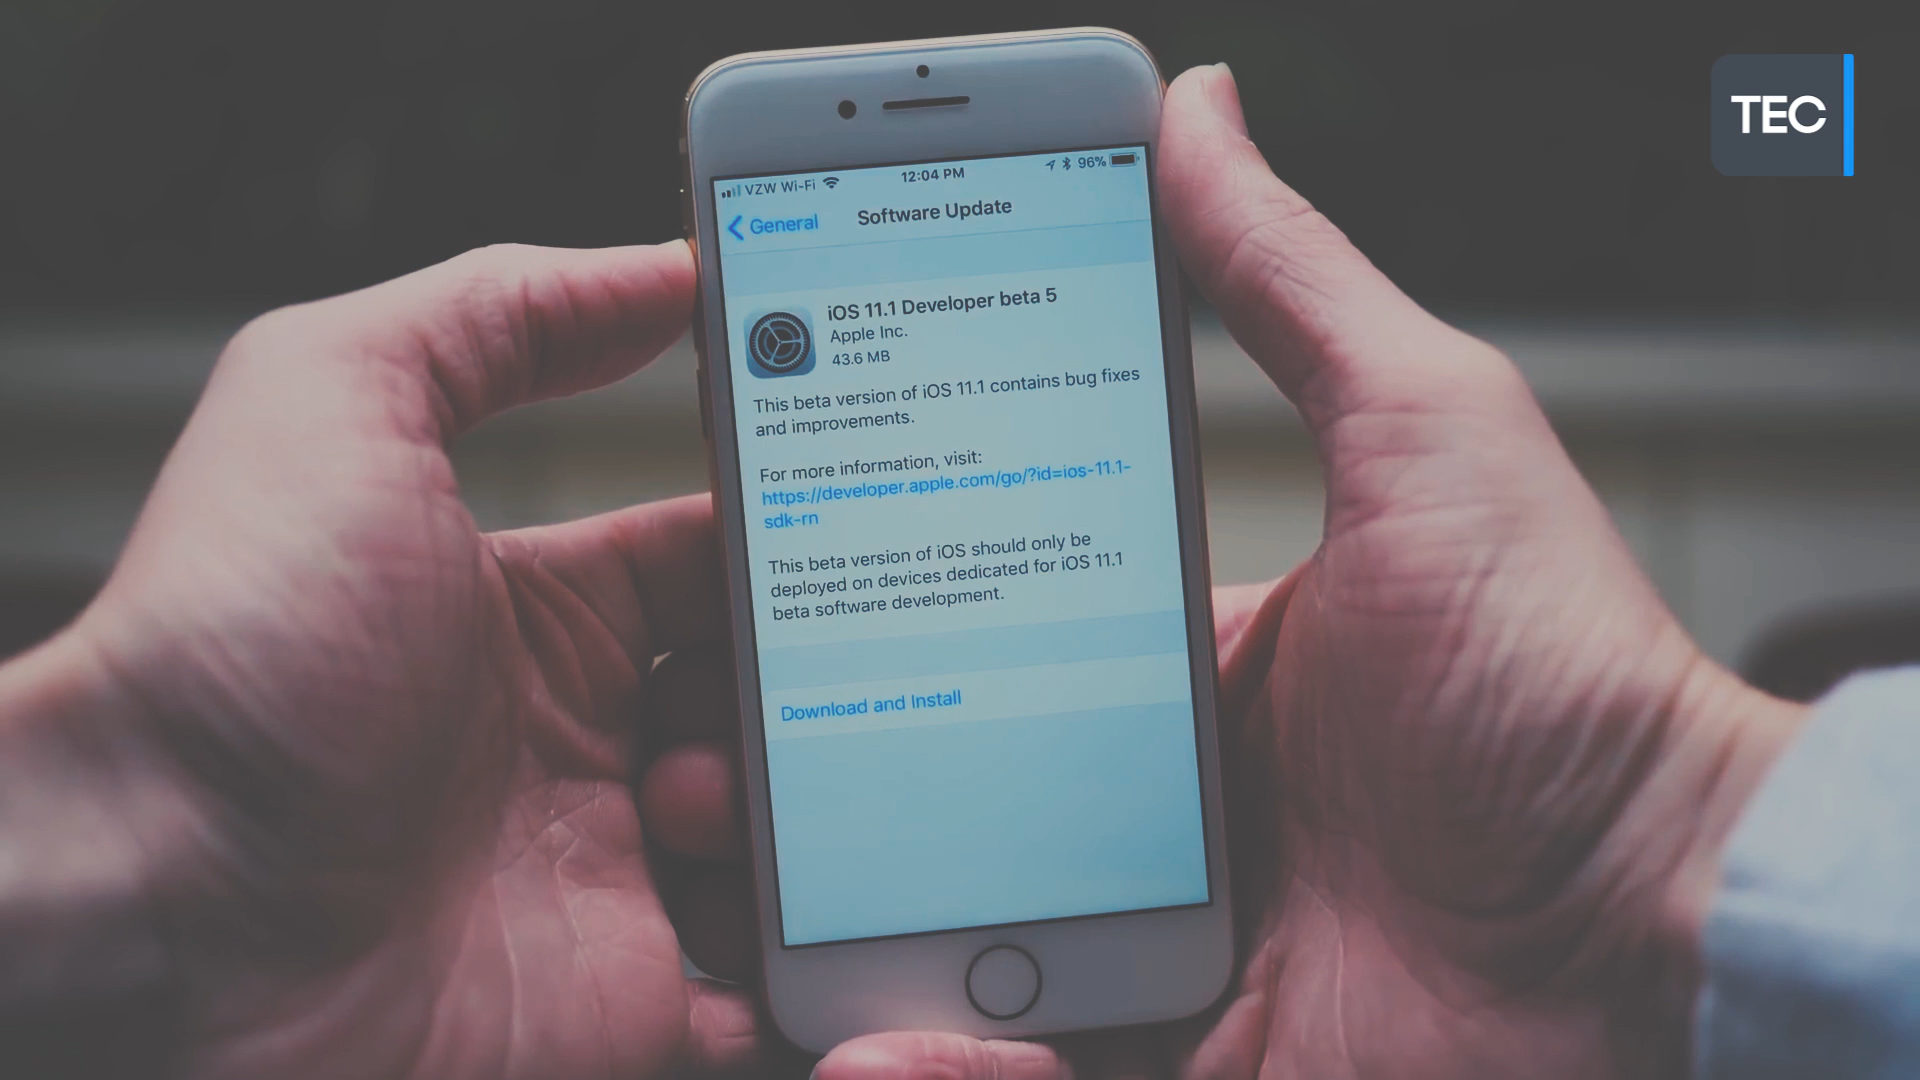 TEC
VZW Wi-Fi 12:04 PM 96%
General Software Update
iOS 11.1 Developer beta 5
Apple Inc.
43.6 MB
This beta version of iOS 11.1 contains bug fixes
and improvements.
For more information, visit:
https://developer.apple.com/go/?id=ios-11.1-
sdk-rn
This beta version of iOS should only be
deployed on devices dedicated for iOS 11.1
beta software development.
Download and Install